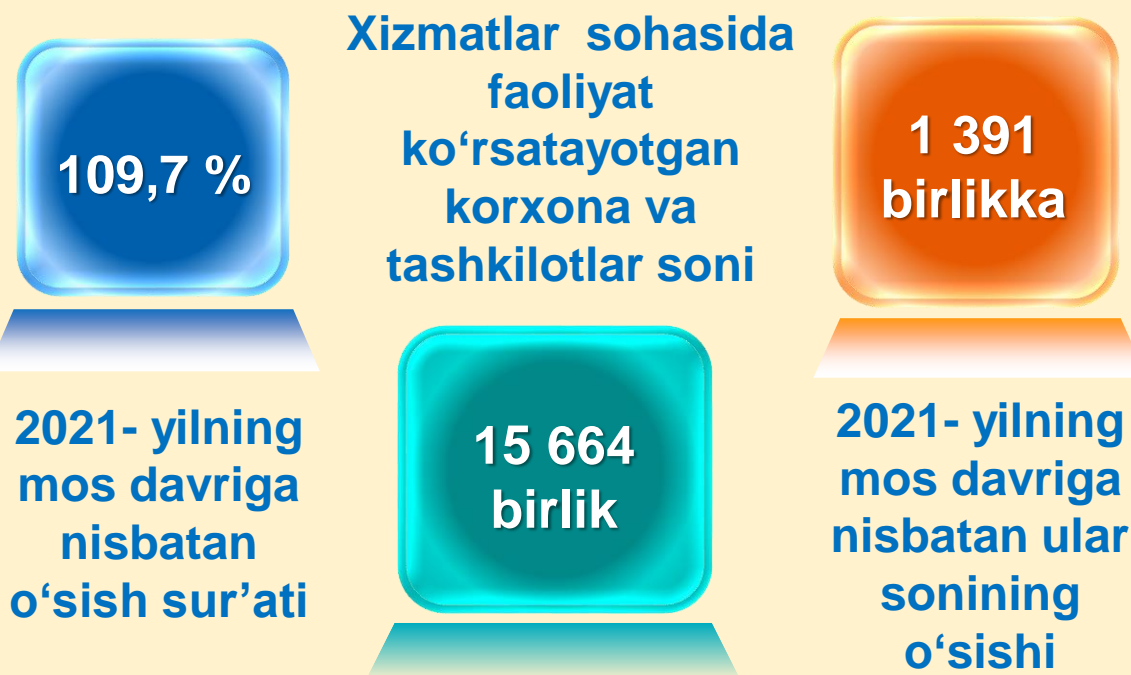 109,7 %
Xizmatlar sohasida
faoliyat
ko‘rsatayotgan
korxona va
tashkilotlar soni
1 391
birlikka
2021- yilning
mos davriga
nisbatan
o‘sish sur’ati
15 664
birlik
2021- yilning
mos davriga
nisbatan ular
sonining
o‘sishi